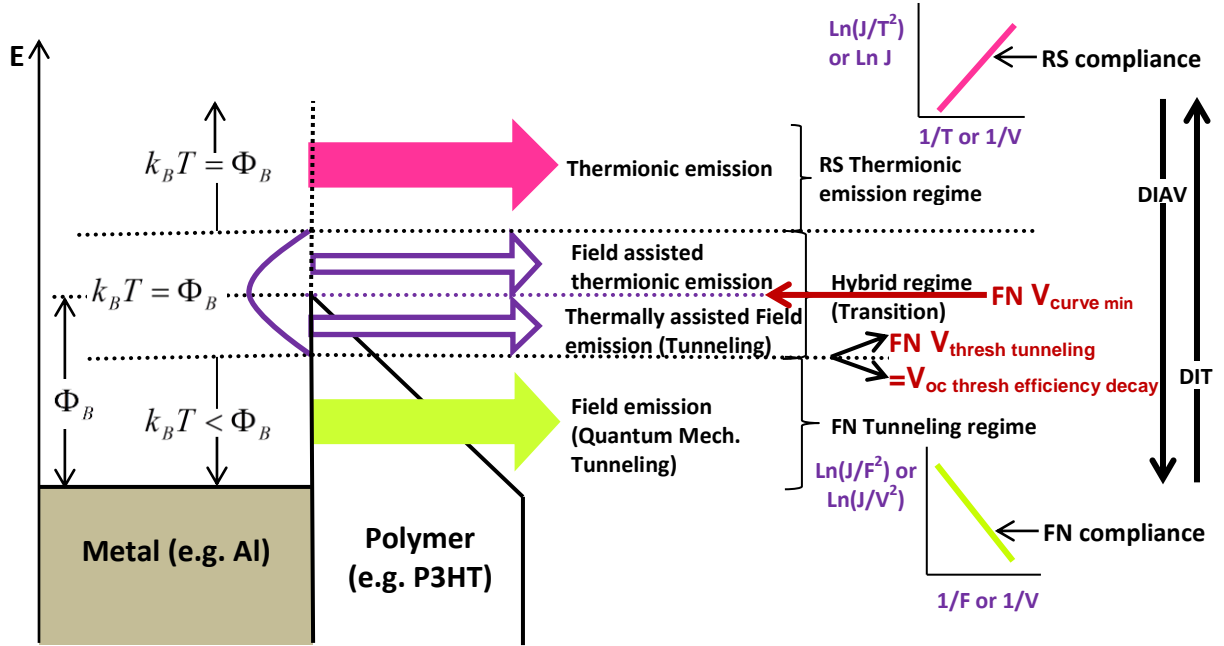 E
Ln(J/T²)
or Ln J
RS compliance
1/T or 1/V
k_BT = Φ_B
Thermionic emission
RS Thermionic
emission regime
DIAV
Field assisted
thermionic emission
k_BT = Φ_B
Hybrid regime
(Transition)
FN V_curve min
Thermally assisted Field
emission (Tunneling)
FN V_thresh tunneling
=V_oc thresh efficiency decay
DIT
Φ_B
k_BT < Φ_B
Field emission
(Quantum Mech.
Tunneling)
FN Tunneling regime
Ln(J/F²) or
Ln(J/V²)
FN compliance
1/F or 1/V
Metal (e.g. Al)
Polymer
(e.g. P3HT)